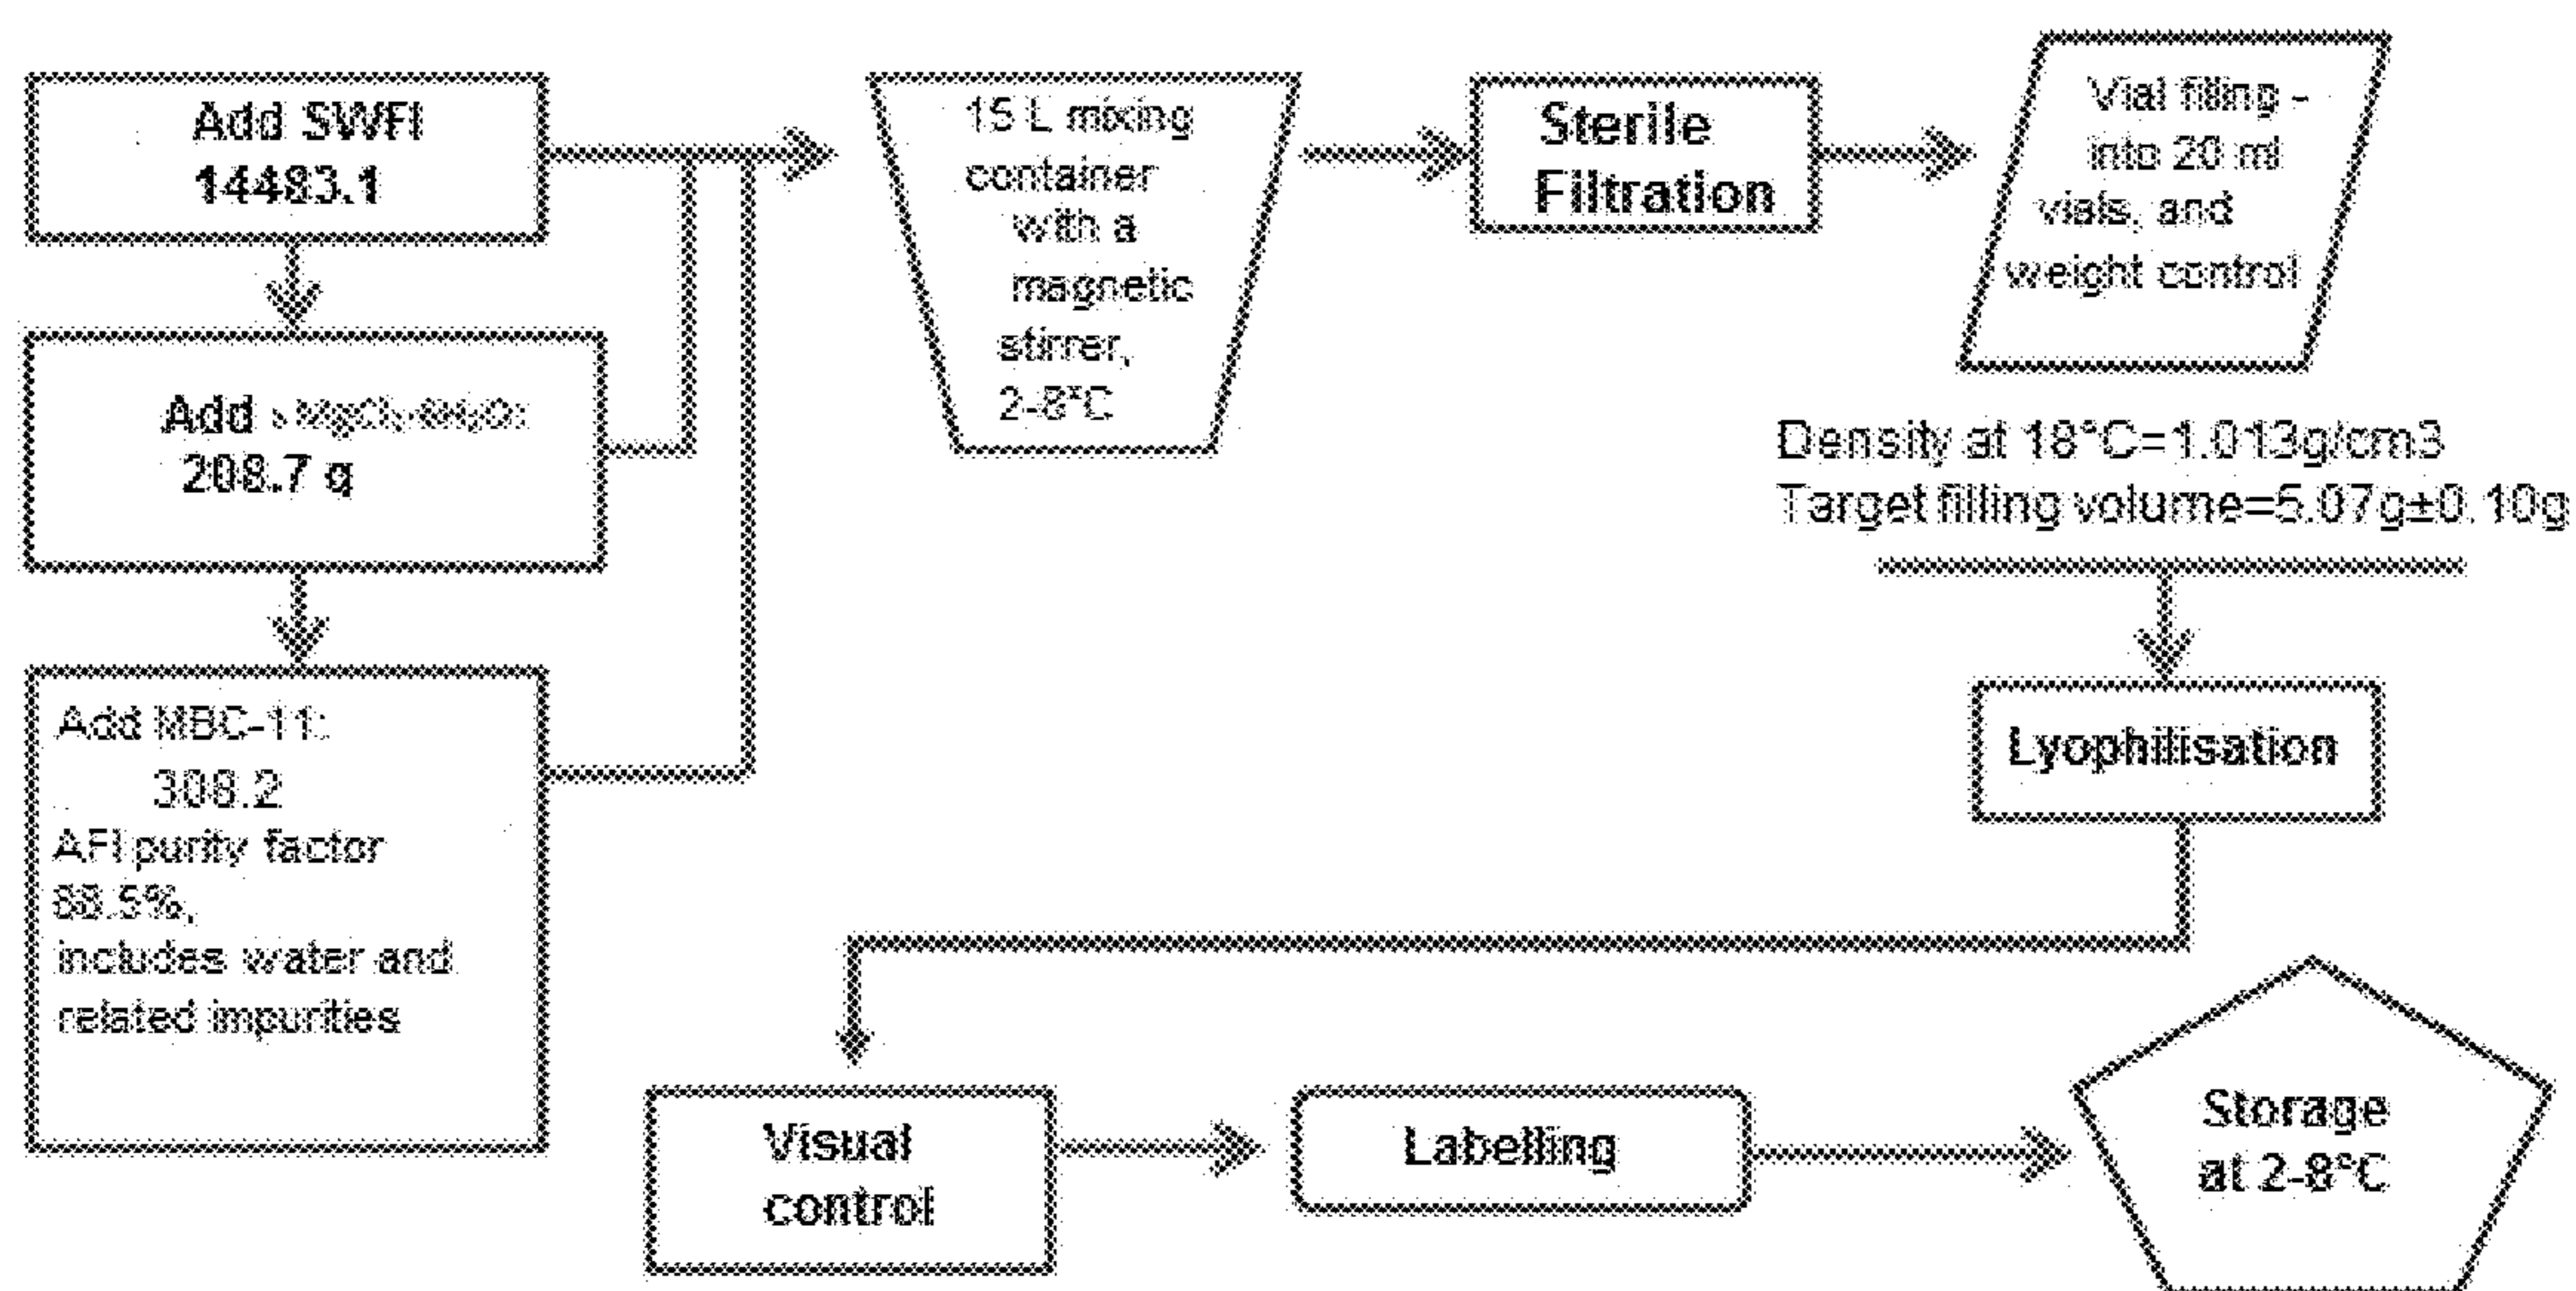 Add SWFI
14483.1
Add
208.7 g
Add MBC-11:
308.2
API purity factor
88.5%,
includes water and
related impurities
15 L mixing
container
with a
magnetic
stirrer,
2-8°C
Sterile
Filtration
Vial filling -
into 20 ml
vials, and
weight control
Density at 18°C=1.013g/cm3
Target filling volume=5.07g±0.10g
Lyophilisation
Visual
control
Labelling
Storage
at 2-8°C